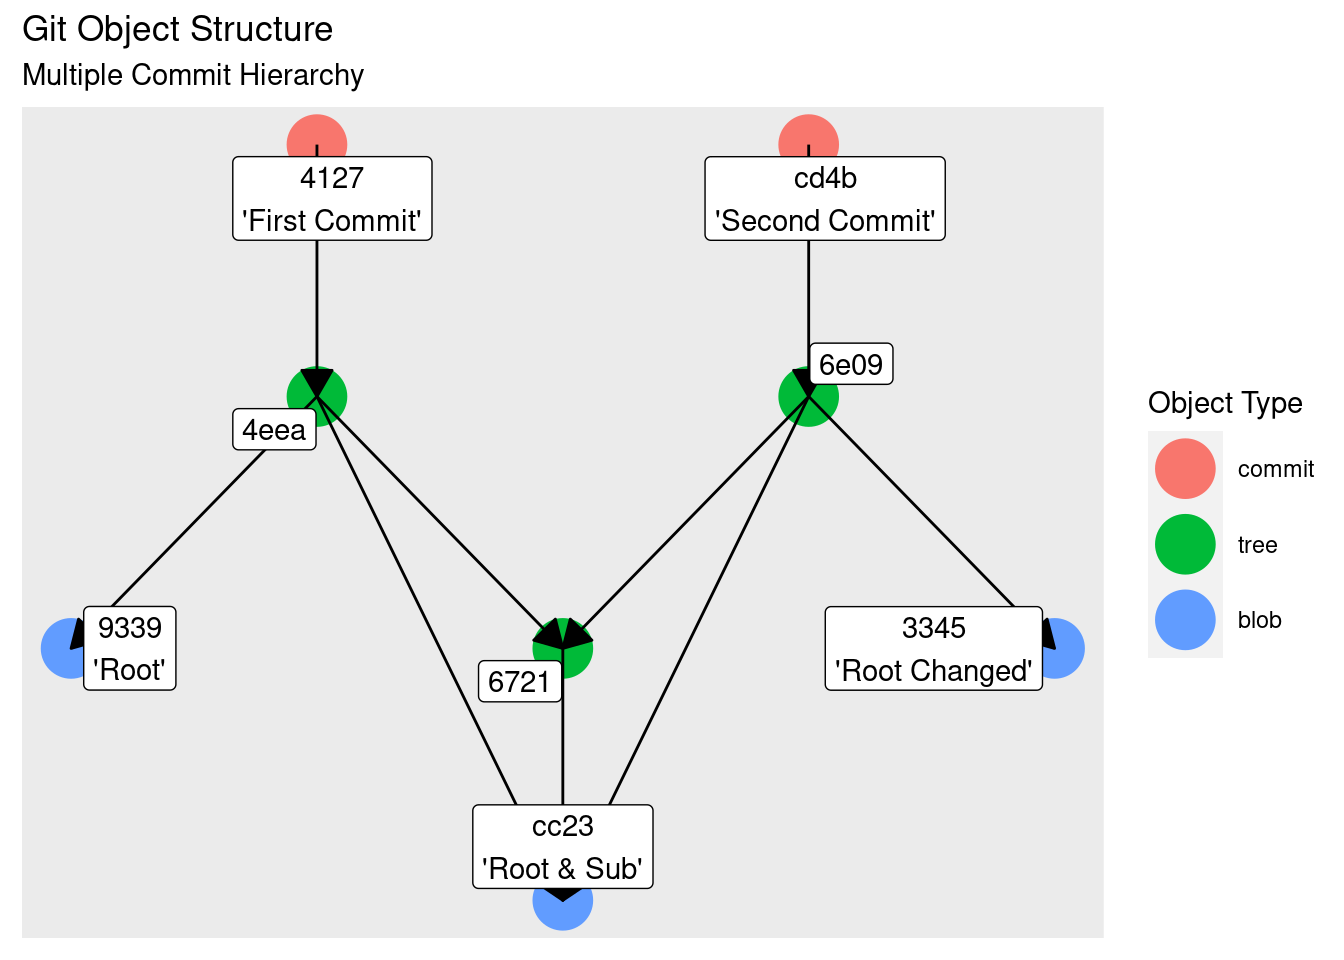 Git Object Structure
Multiple Commit Hierarchy
4127
'First Commit'
cd4b
'Second Commit'
6e09
4eea
9339
'Root'
6721
3345
'Root Changed'
cc23
'Root & Sub'
Object Type
commit
tree
blob